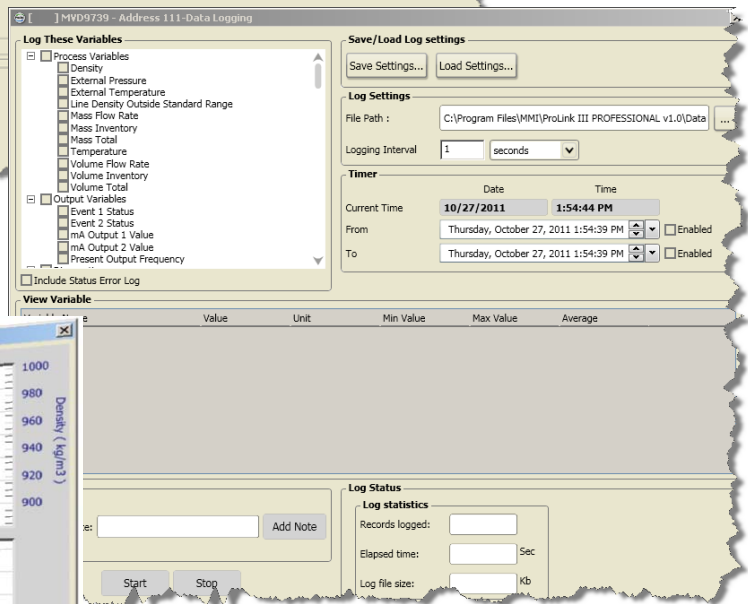 [ ] MVD9739 - Address 111-Data Logging
Log These Variables
Process Variables
Density
External Pressure
External Temperature
Line Density Outside Standard Range
Mass Flow Rate
Mass Inventory
Mass Total
Temperature
Volume Flow Rate
Volume Inventory
Volume Total
Output Variables
Event 1 Status
Event 2 Status
mA Output 1 Value
mA Output 2 Value
Present Output Frequency
Include Status Error Log
Save/Load Log settings
Save Settings... Load Settings...
Log Settings
File Path : C:\Program Files\MMI\ProLink III PROFESSIONAL v1.0\Data ...
Logging Interval 1 seconds
Timer
Date Time
Current Time 10/27/2011 1:54:44 PM
From Thursday, October 27, 2011 1:54:39 PM Enabled
To Thursday, October 27, 2011 1:54:39 PM Enabled
View Variable
Value Unit Min Value Max Value Average
1000
980
960
940
920
900
Density ( kg/m3 )
Add Note
Start Stop
Log Status
Log statistics
Records logged:
Elapsed time: Sec
Log file size: Kb